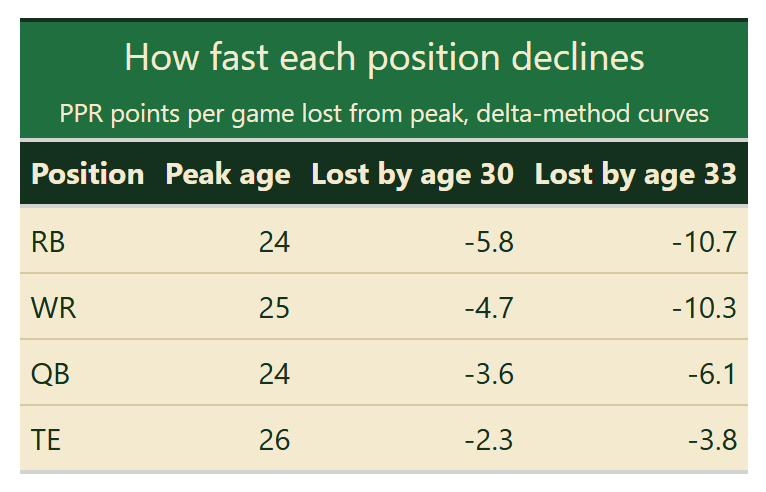 How fast each position declines
PPR points per game lost from peak, delta-method curves
Position Peak age Lost by age 30 Lost by age 33
RB 24 -5.8 -10.7
WR 25 -4.7 -10.3
QB 24 -3.6 -6.1
TE 26 -2.3 -3.8